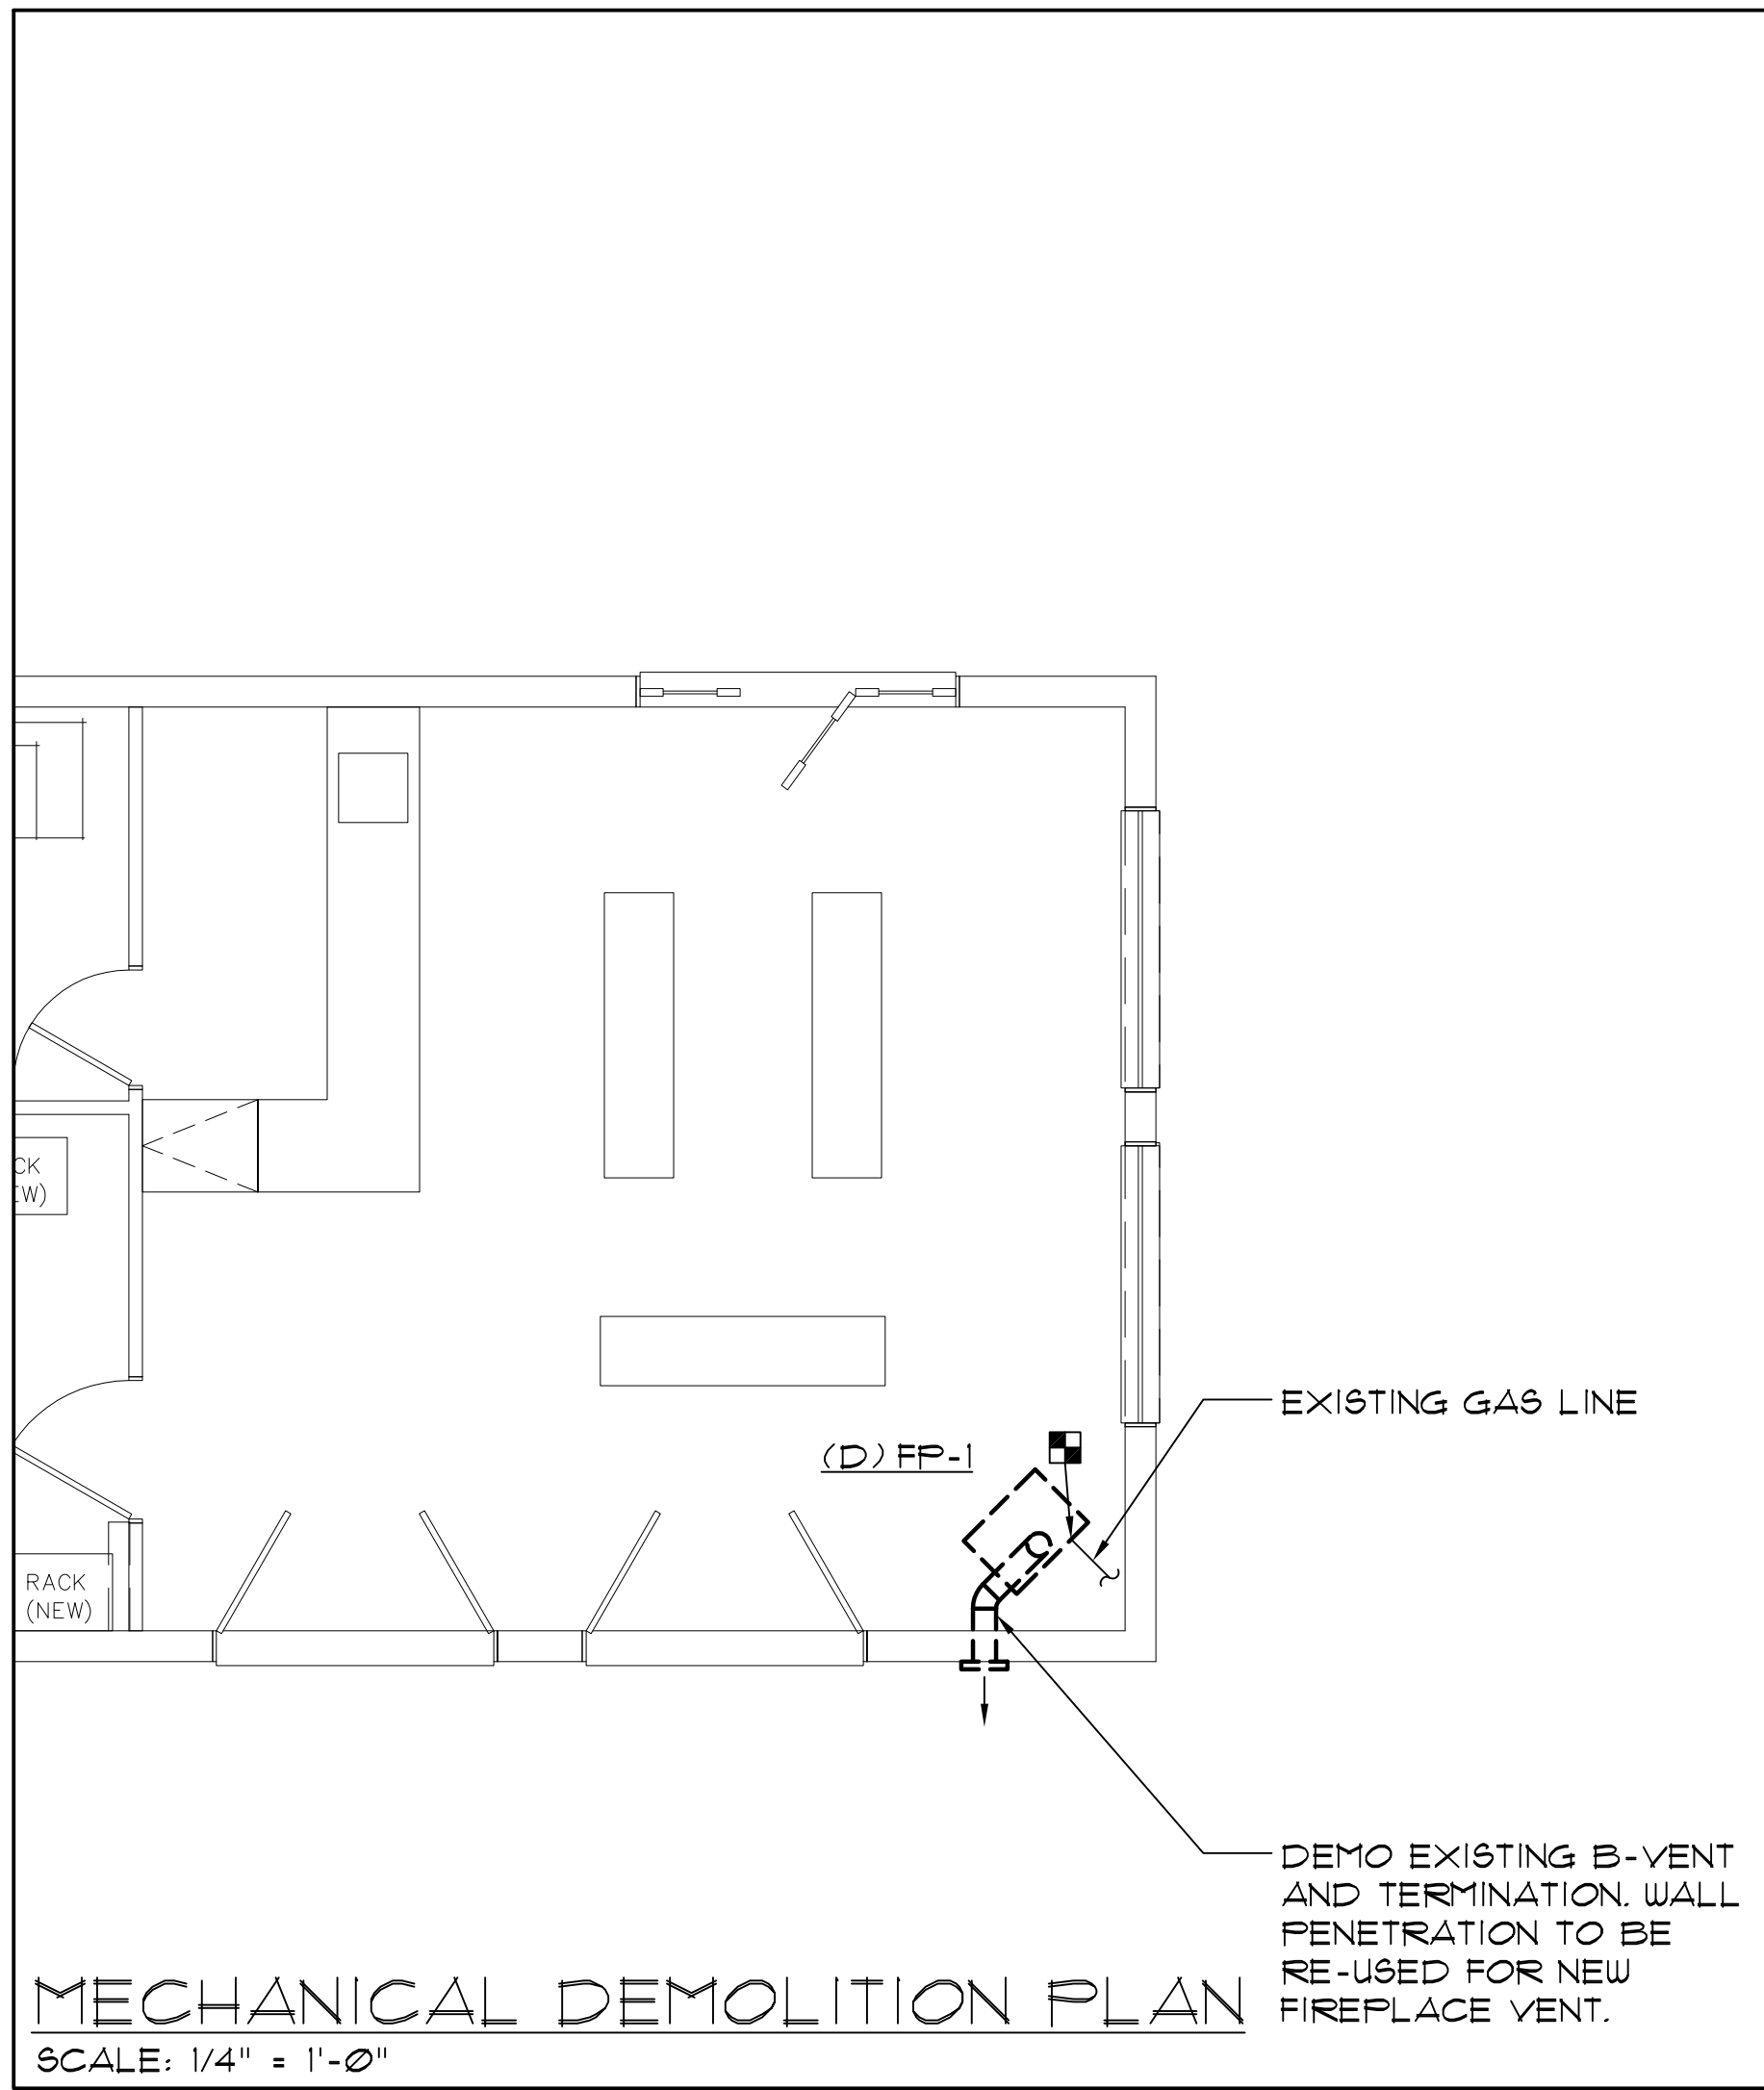 CK
W)
EXISTING GAS LINE
(D) FP-1
RACK
(NEW)
DEMO EXISTING B-VENT
AND TERMINATION. WALL
PENETRATION TO BE
RE-USED FOR NEW
FIREPLACE VENT.
MECHANICAL DEMOLITION PLAN
SCALE: 1/4" = 1'-0"